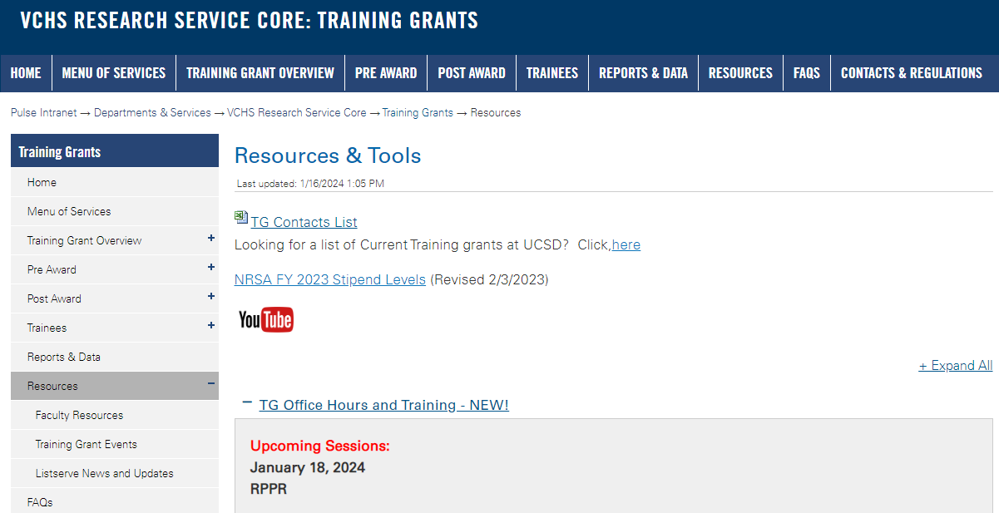 VCHS RESEARCH SERVICE CORE: TRAINING GRANTS
HOME MENU OF SERVICES TRAINING GRANT OVERVIEW PRE AWARD POST AWARD TRAINEES REPORTS & DATA RESOURCES FAQS CONTACTS & REGULATIONS
Pulse Intranet → Departments & Services → VCHS Research Service Core → Training Grants → Resources
Training Grants
Home
Menu of Services
Training Grant Overview +
Pre Award +
Post Award +
Trainees +
Reports & Data
Resources −
Faculty Resources
Training Grant Events
Listserve News and Updates
FAQs
Resources & Tools
Last updated: 1/16/2024 1:05 PM
TG Contacts List
Looking for a list of Current Training grants at UCSD? Click,here
NRSA FY 2023 Stipend Levels (Revised 2/3/2023)
YouTube
+ Expand All
− TG Office Hours and Training - NEW!
Upcoming Sessions:
January 18, 2024
RPPR